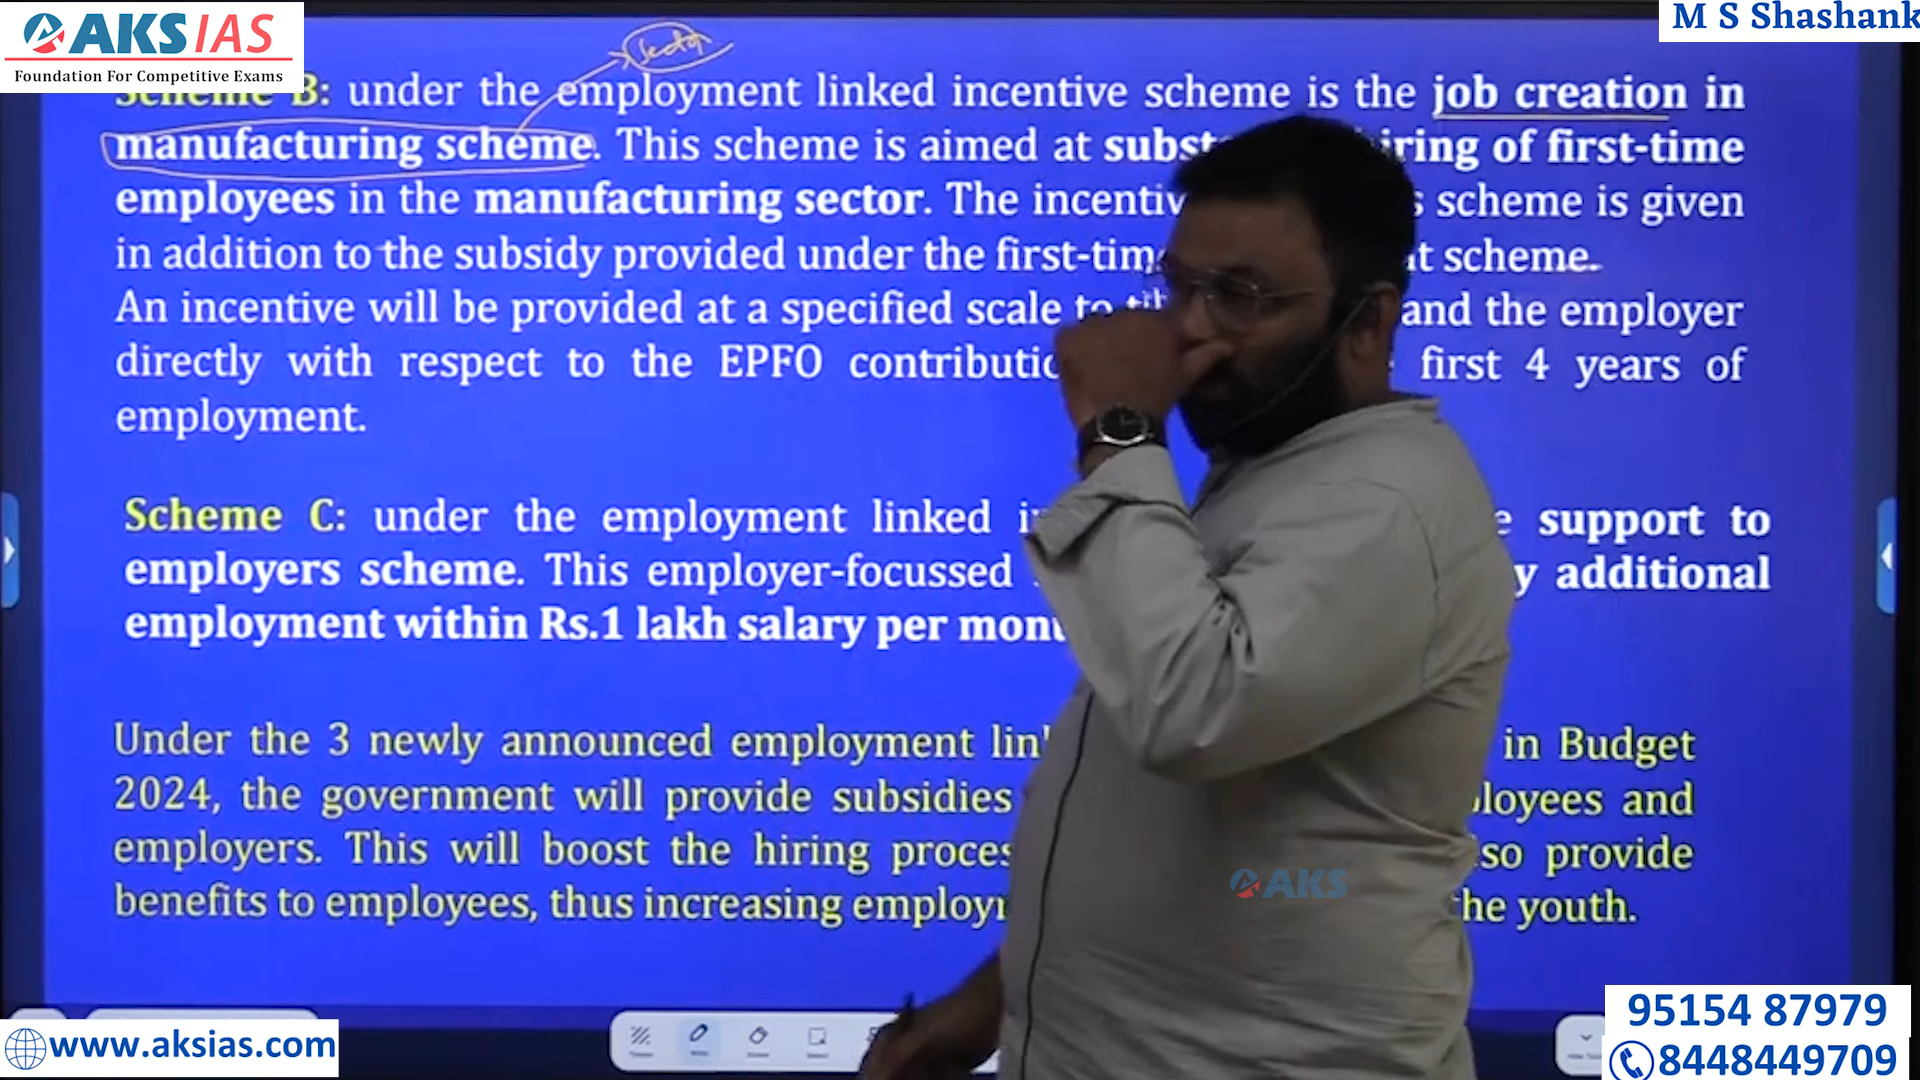 AKSIAS
Foundation For Competitive Exams
M S Shashank
Scheme B: under the employment linked incentive scheme is the job creation in
manufacturing scheme. This scheme is aimed at subst iring of first-time
employees in the manufacturing sector. The incentiv s scheme is given
in addition to the subsidy provided under the first-tim t scheme.
An incentive will be provided at a specified scale to and the employer
directly with respect to the EPFO contributio first 4 years of
employment.
Scheme C: under the employment linked i support to
employers scheme. This employer-focussed y additional
employment within Rs.1 lakh salary per mon
Under the 3 newly announced employment lin in Budget
2024, the government will provide subsidies loyees and
employers. This will boost the hiring proces so provide
benefits to employees, thus increasing employ he youth.
AKS
www.aksias.com
95154 87979
8448449709